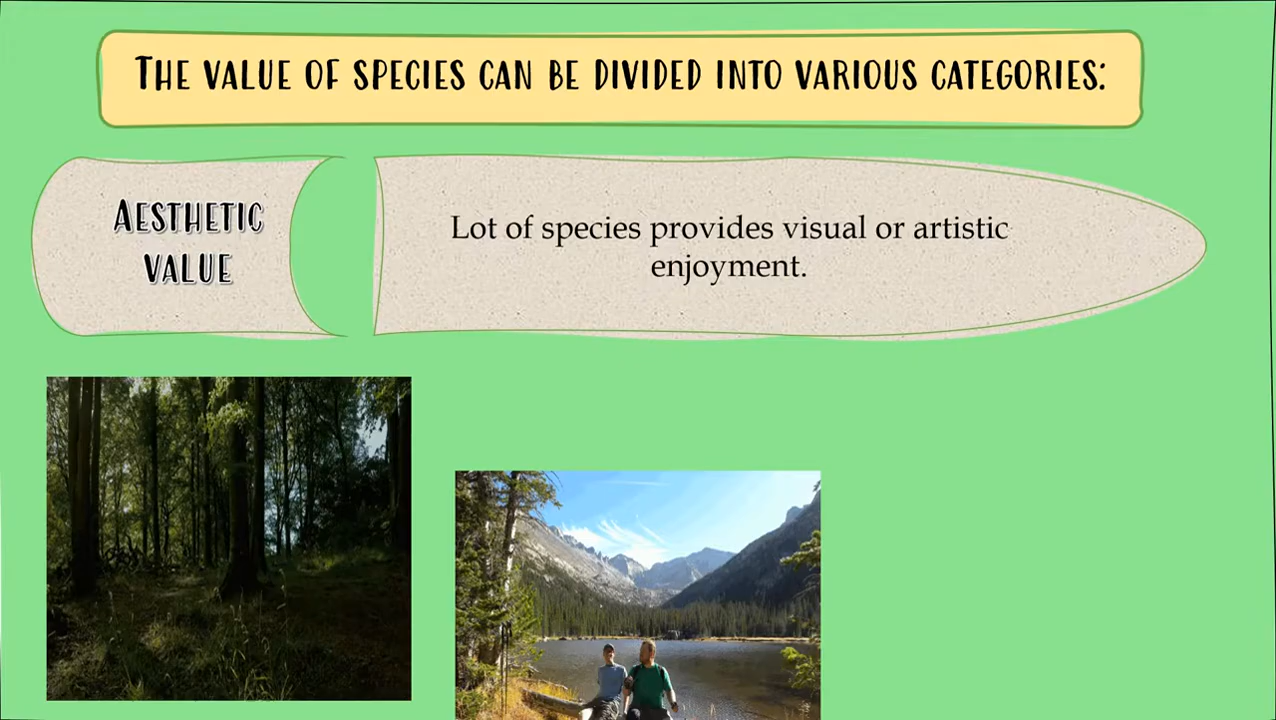 The value of species can be divided into various categories:
Aesthetic
value
Lot of species provides visual or artistic
enjoyment.